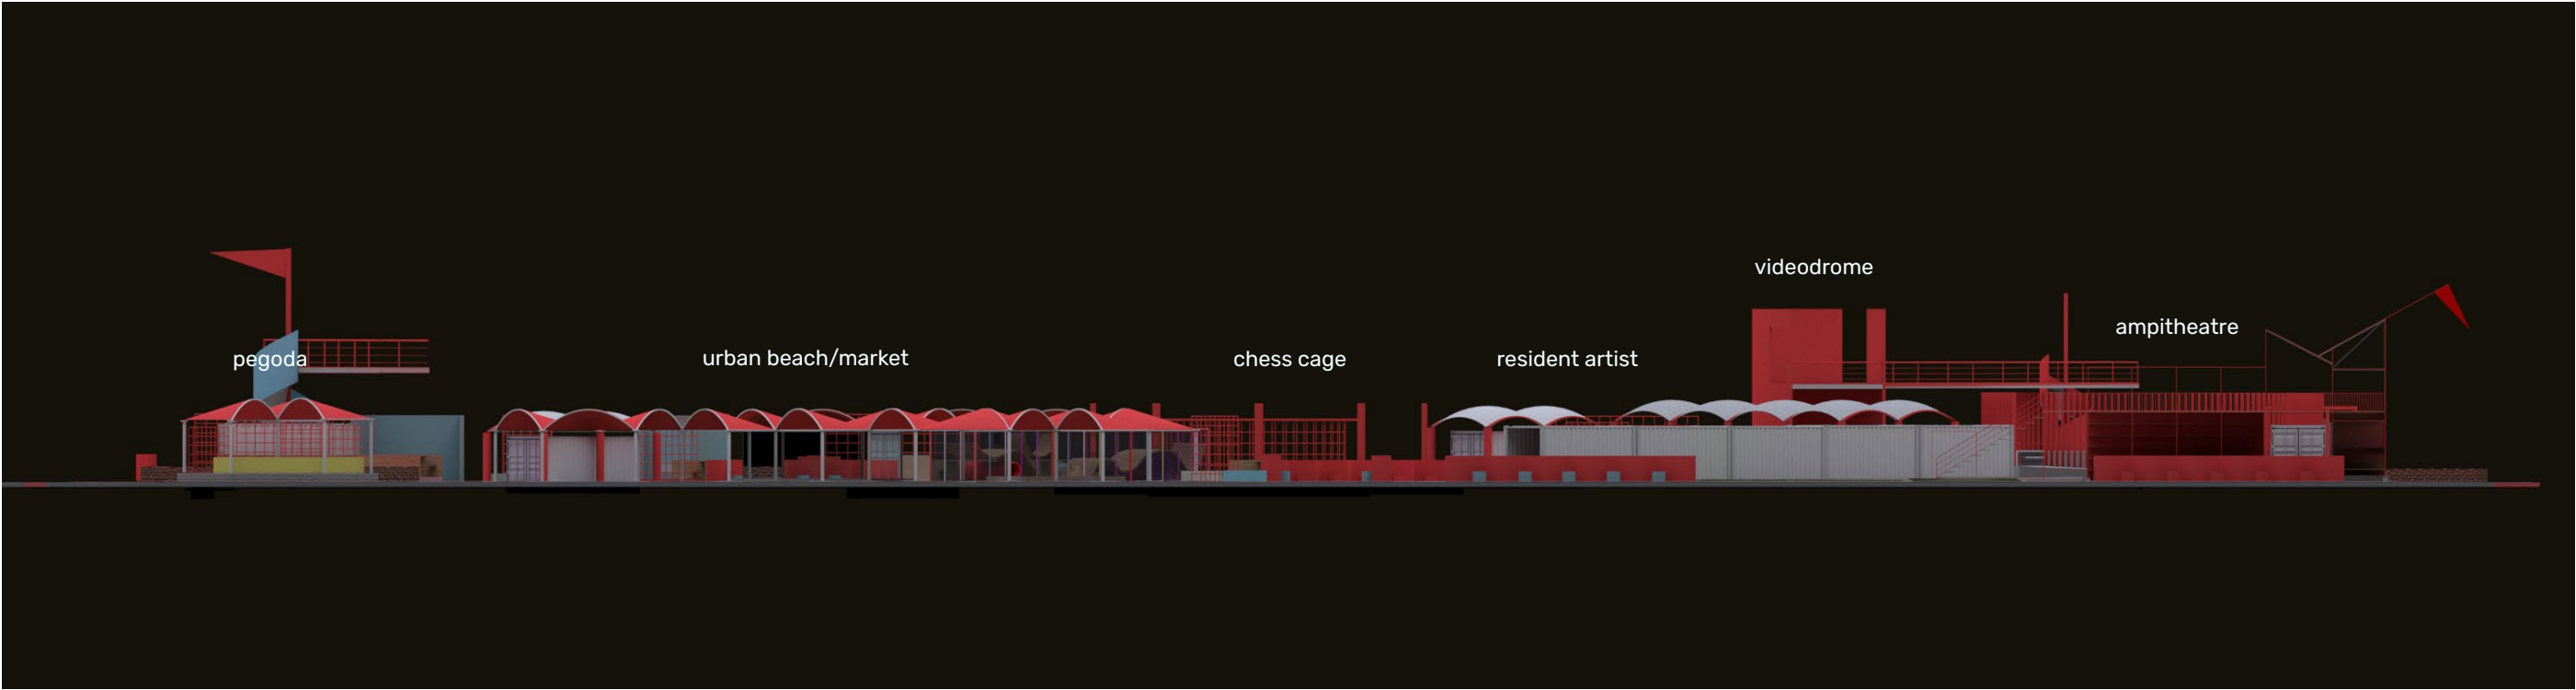 pegoda
urban beach/market
chess cage
resident artist
videodrome
ampitheatre